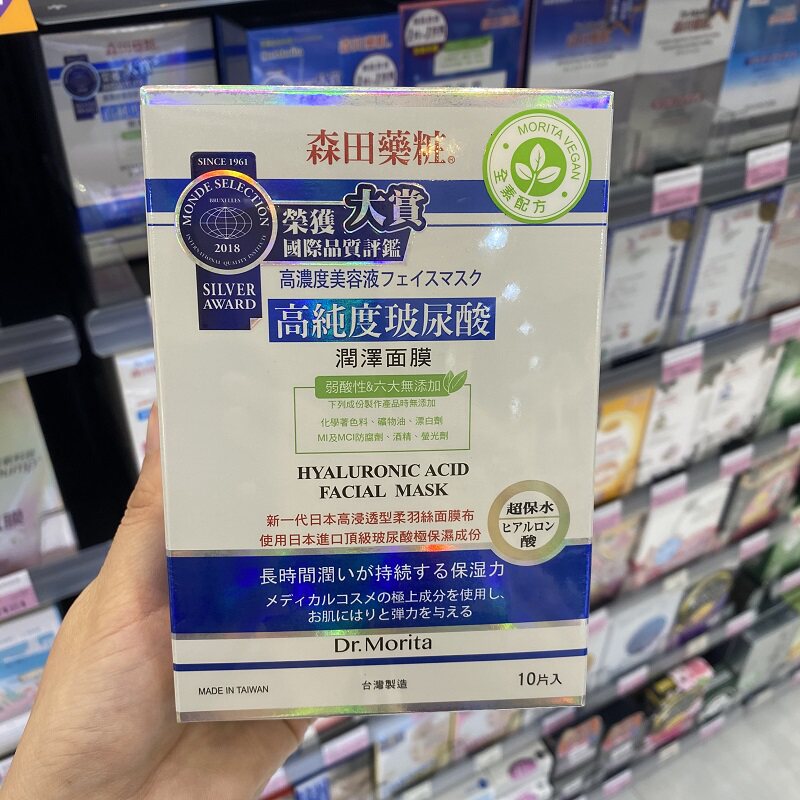 森田藥粧®
MORITA VEGAN
全素配方
SINCE 1961
MONDE SELECTION
BRUXELLES
2018
INTERNATIONAL QUALITY INSTITUTE
SILVER
AWARD
榮獲大賞
國際品質評鑑
高濃度美容液フェイスマスク
高純度玻尿酸
潤澤面膜
弱酸性&六大無添加
下列成份製作產品時無添加
化學著色料、礦物油、漂白劑
MI及MCI防腐劑、酒精、螢光劑
HYALURONIC ACID
FACIAL MASK
新一代日本高浸透型柔羽絲面膜布
使用日本進口頂級玻尿酸極保濕成份
超保水
ヒアルロン
酸
長時間潤いが持続する保湿力
メディカルコスメの極上成分を使用し、
お肌にはりと弾力を与える
Dr.Morita
MADE IN TAIWAN
台灣製造
10片入
森田藥粧